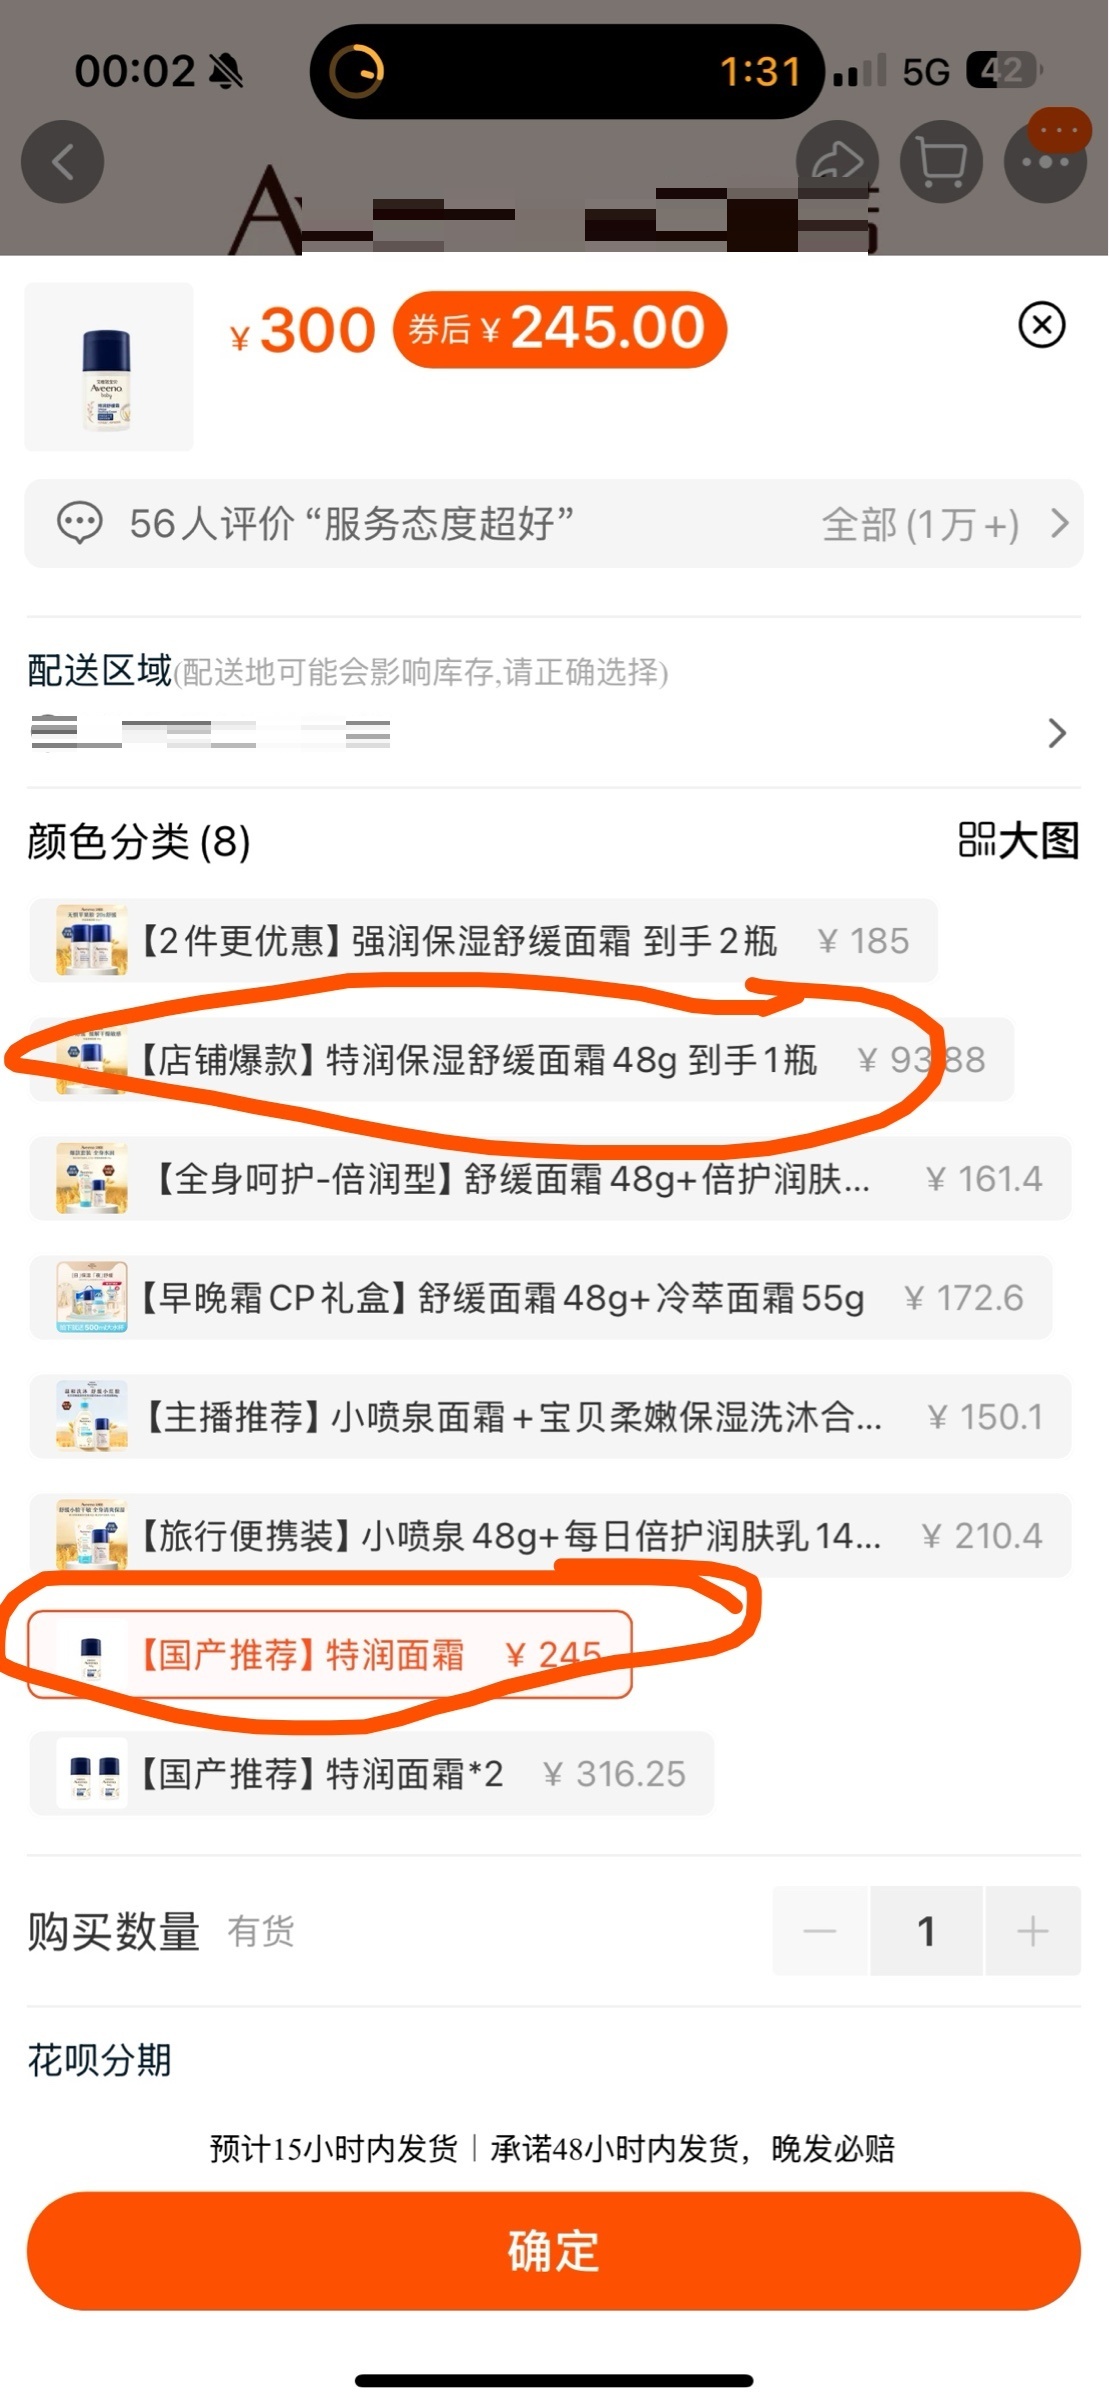 00:02 1:31 5G 42
A
¥300 券后¥245.00
Aveeno
baby
56人评价“服务态度超好” 全部(1万+)
配送区域(配送地可能会影响库存,请正确选择)
颜色分类(8) 大图
【2件更优惠】强润保湿舒缓面霜 到手2瓶 ¥ 185
【店铺爆款】特润保湿舒缓面霜48g 到手1瓶 ¥ 93.88
【全身呵护-倍润型】舒缓面霜48g+倍护润肤... ¥ 161.4
【早晚霜CP礼盒】舒缓面霜48g+冷萃面霜55g ¥ 172.6
【主播推荐】小喷泉面霜+宝贝柔嫩保湿洗沐合... ¥ 150.1
【旅行便携装】小喷泉48g+每日倍护润肤乳14... ¥ 210.4
【国产推荐】特润面霜 ¥ 245
【国产推荐】特润面霜*2 ¥ 316.25
购买数量 有货 1
花呗分期
预计15小时内发货 | 承诺48小时内发货，晚发必赔
确定